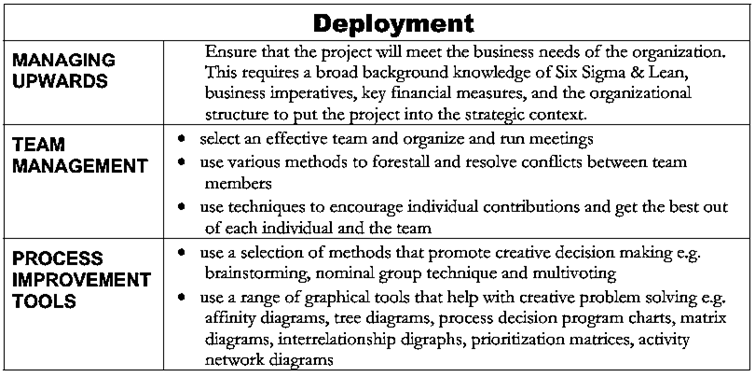 Deployment
MANAGING
UPWARDS
Ensure that the project will meet the business needs of the organization.
This requires a broad background knowledge of Six Sigma & Lean,
business imperatives, key financial measures, and the organizational
structure to put the project into the strategic context.
TEAM
MANAGEMENT
• select an effective team and organize and run meetings
• use various methods to forestall and resolve conflicts between team
members
• use techniques to encourage individual contributions and get the best out
of each individual and the team
PROCESS
IMPROVEMENT
TOOLS
• use a selection of methods that promote creative decision making e.g.
brainstorming, nominal group technique and multivoting
• use a range of graphical tools that help with creative problem solving e.g.
affinity diagrams, tree diagrams, process decision program charts, matrix
diagrams, interrelationship digraphs, prioritization matrices, activity
network diagrams